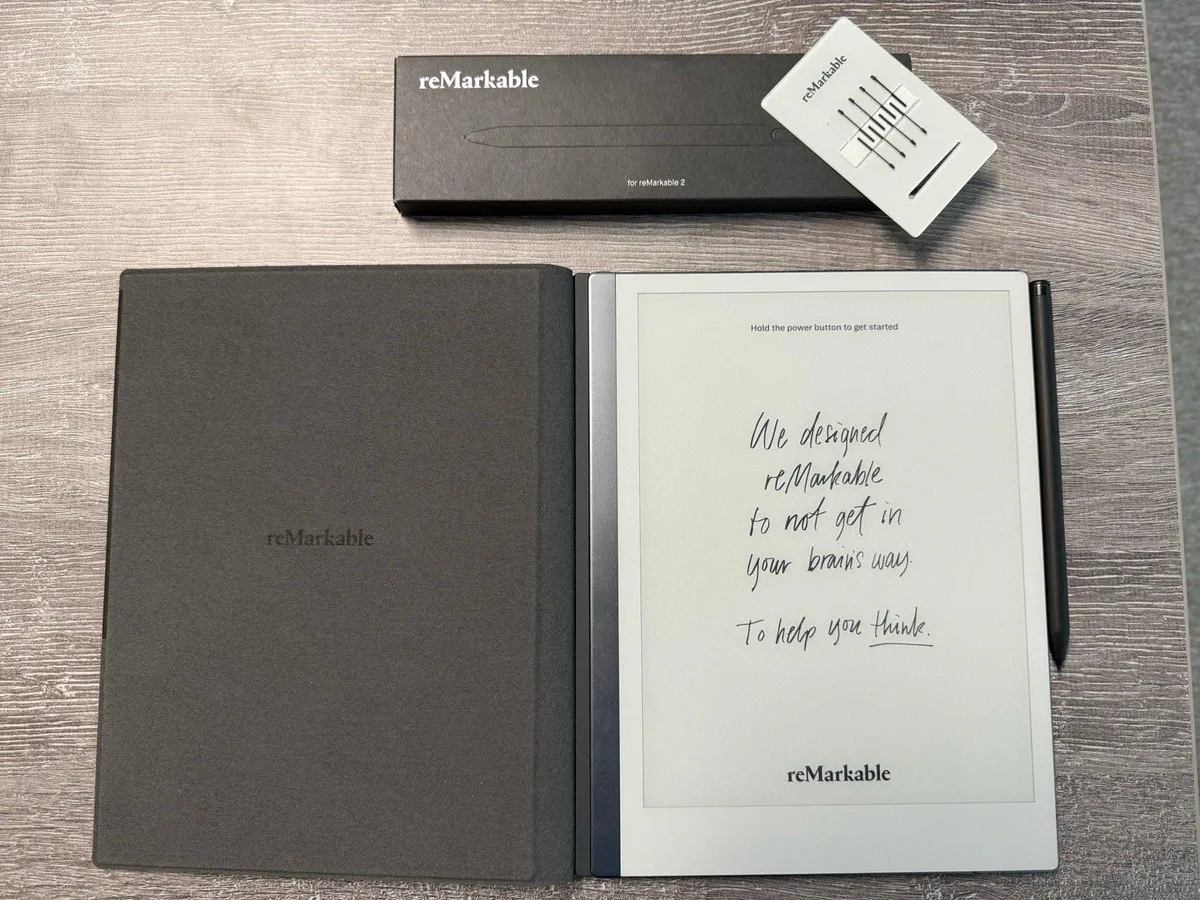 reMarkable
for reMarkable 2
reMarkable
reMarkable
Hold the power button to get started
We designed
reMarkable
to not get in
your brain's way.
To help you think.
reMarkable